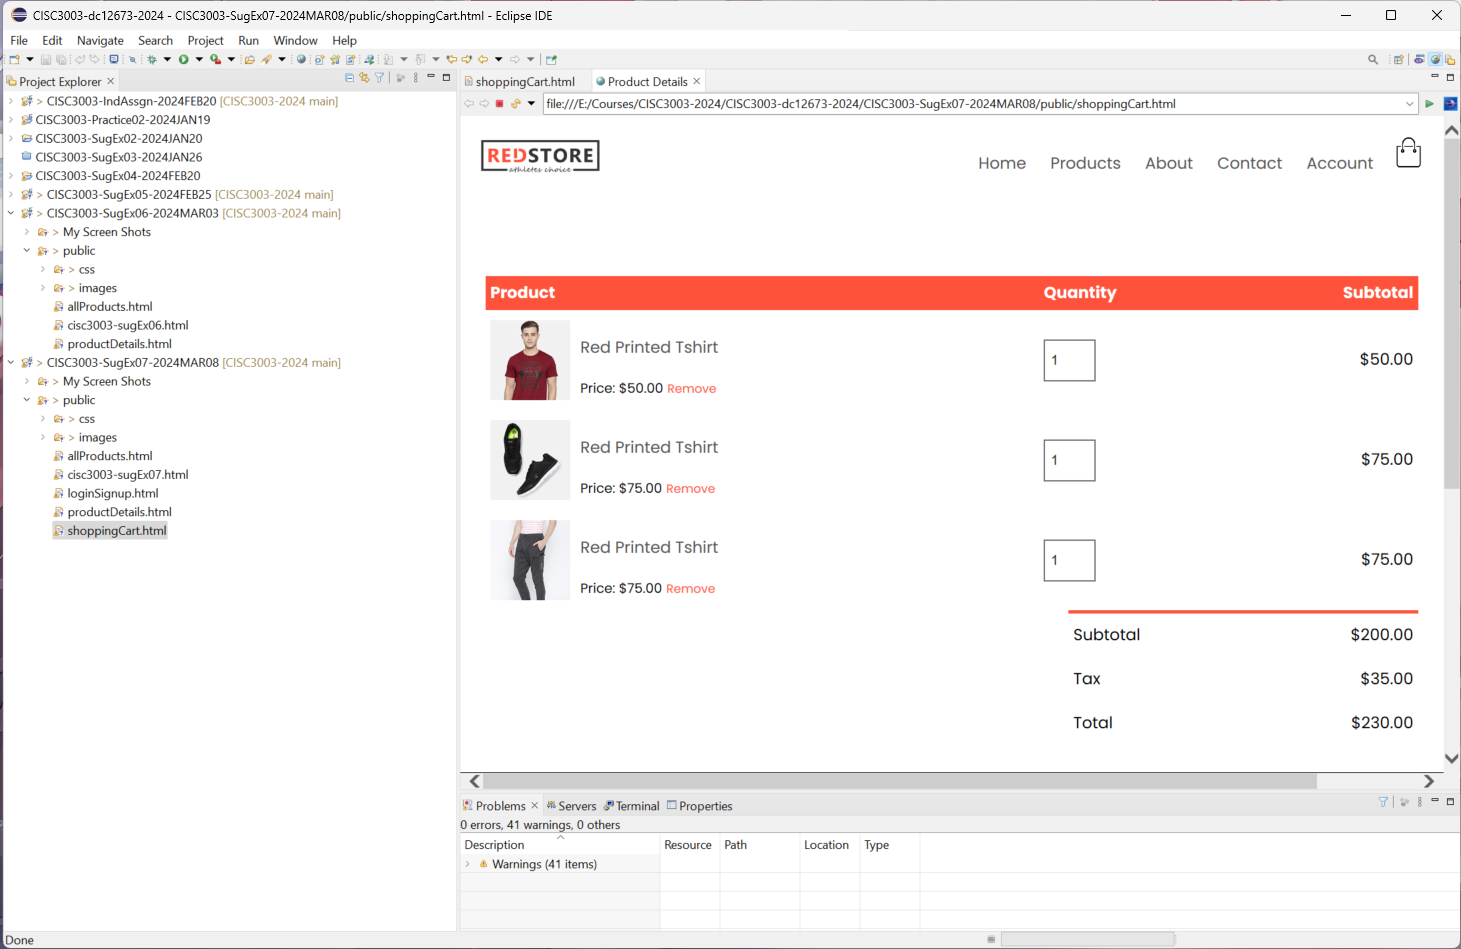 CISC3003-dc12673-2024 - CISC3003-SugEx07-2024MAR08/public/shoppingCart.html - Eclipse IDE
File Edit Navigate Search Project Run Window Help
Project Explorer
> CISC3003-IndAssgn-2024FEB20 [CISC3003-2024 main]
CISC3003-Practice02-2024JAN19
CISC3003-SugEx02-2024JAN20
CISC3003-SugEx03-2024JAN26
CISC3003-SugEx04-2024FEB20
> CISC3003-SugEx05-2024FEB25 [CISC3003-2024 main]
> CISC3003-SugEx06-2024MAR03 [CISC3003-2024 main]
> My Screen Shots
> public
> css
> images
allProducts.html
cisc3003-sugEx06.html
productDetails.html
> CISC3003-SugEx07-2024MAR08 [CISC3003-2024 main]
> My Screen Shots
> public
> css
> images
allProducts.html
cisc3003-sugEx07.html
loginSignup.html
productDetails.html
shoppingCart.html
shoppingCart.html Product Details
file:///E:/Courses/CISC3003-2024/CISC3003-dc12673-2024/CISC3003-SugEx07-2024MAR08/public/shoppingCart.html
REDSTORE
athletes choice
Home Products About Contact Account
Product Quantity Subtotal
Red Printed Tshirt
1 $50.00
Price: $50.00 Remove
Red Printed Tshirt
1 $75.00
Price: $75.00 Remove
Red Printed Tshirt
1 $75.00
Price: $75.00 Remove
Subtotal $200.00
Tax $35.00
Total $230.00
Problems Servers Terminal Properties
0 errors, 41 warnings, 0 others
Description Resource Path Location Type
Warnings (41 items)
Done